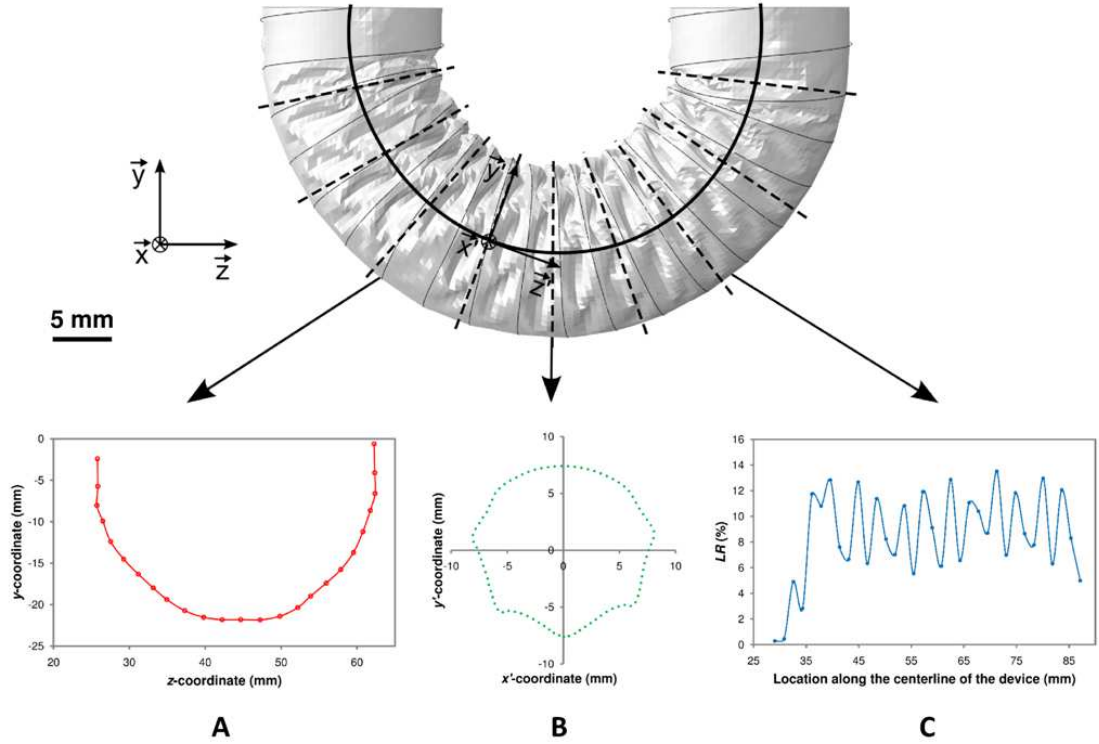 y
x
z
5 mm
y'
x'
z'
0
-5
-10
-15
-20
-25
20 30 40 50 60
y-coordinate (mm)
z-coordinate (mm)
A
10
5
0
-5
-10
-10 -5 0 5 10
y'-coordinate (mm)
x'-coordinate (mm)
B
16
14
12
10
8
6
4
2
0
25 35 45 55 65 75 85
LR (%)
Location along the centerline of the device (mm)
C